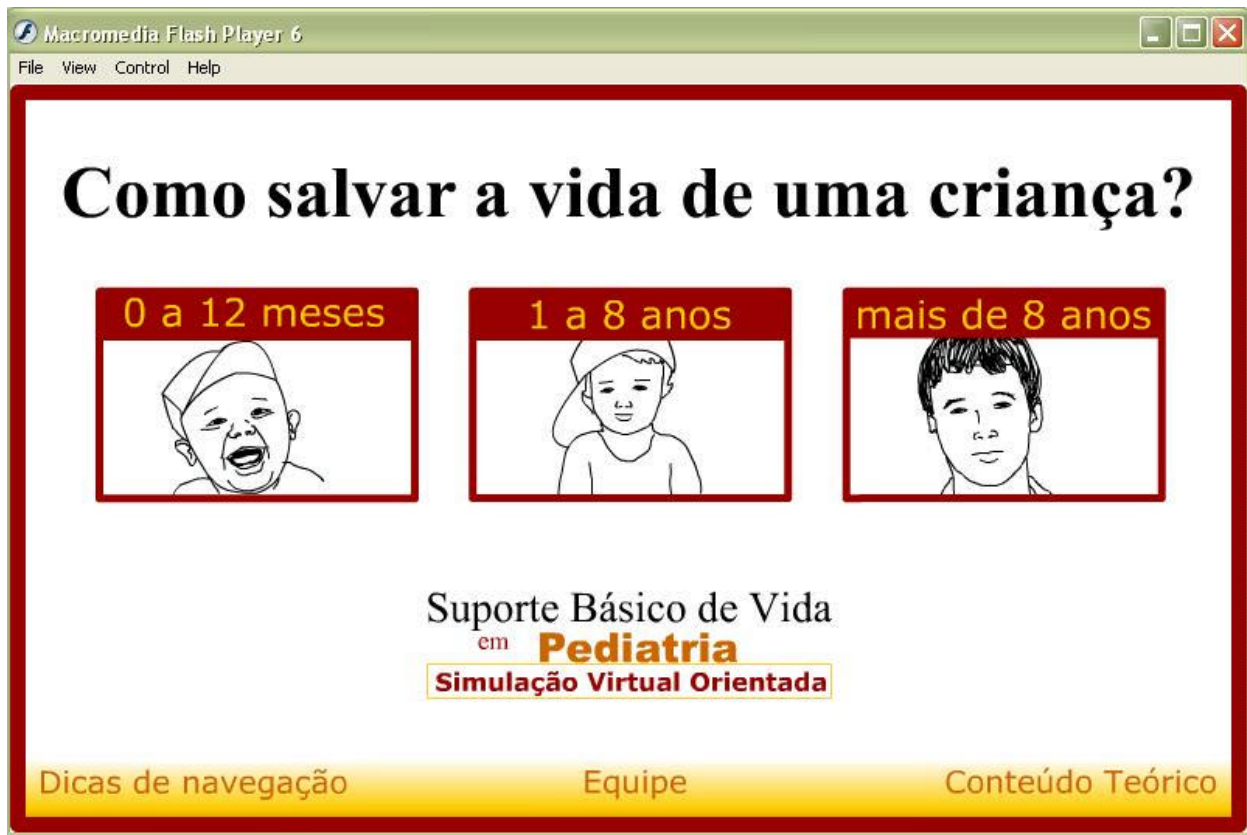 Macromedia Flash Player 6
File View Control Help
Como salvar a vida de uma criança?
0 a 12 meses
1 a 8 anos
mais de 8 anos
Suporte Básico de Vida
em Pediatria
Simulação Virtual Orientada
Dicas de navegação
Equipe
Conteúdo Teórico